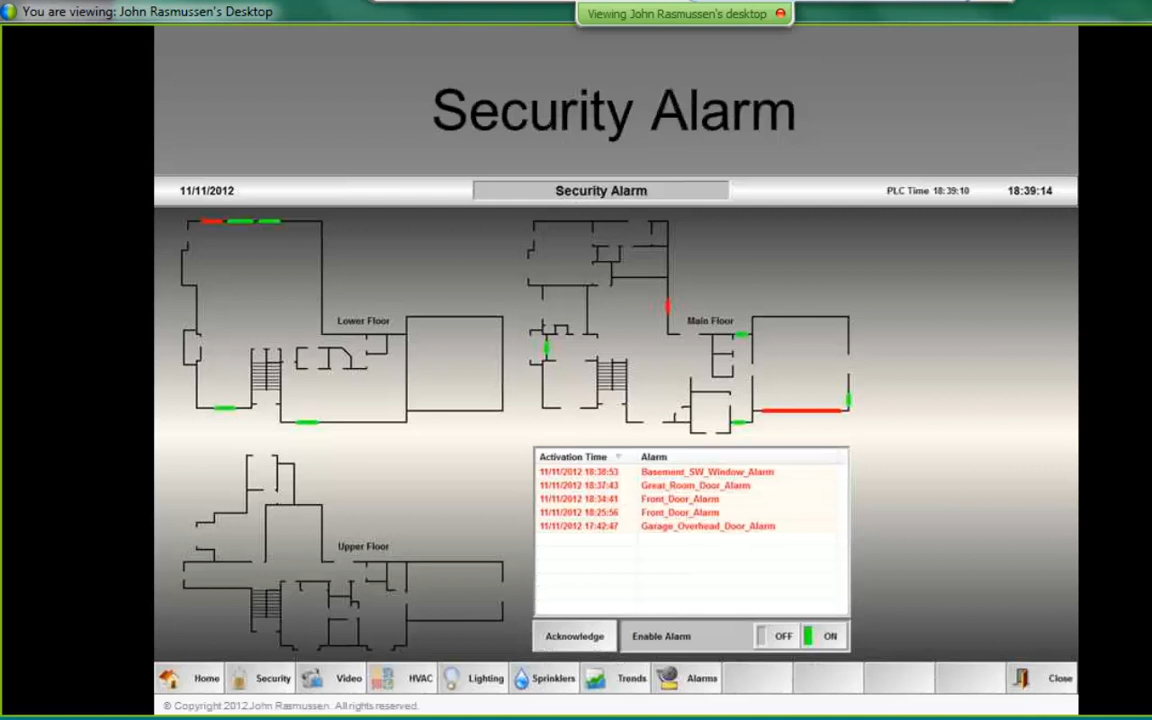 You are viewing: John Rasmussen's Desktop
Viewing John Rasmussen's desktop
Security Alarm
11/11/2012
Security Alarm
PLC Time 18:39:10
18:39:14
Lower Floor
Main Floor
Activation Time Alarm
11/11/2012 18:38:53 Basement_SW_Window_Alarm
11/11/2012 18:37:43 Great_Room_Door_Alarm
11/11/2012 18:34:41 Front_Door_Alarm
11/11/2012 18:25:56 Front_Door_Alarm
11/11/2012 17:42:47 Garage_Overhead_Door_Alarm
Upper Floor
Acknowledge
Enable Alarm
OFF
ON
Home
Security
Video
HVAC
Lighting
Sprinklers
Trends
Alarms
Close
© Copyright 2012 John Rasmussen. All rights reserved.